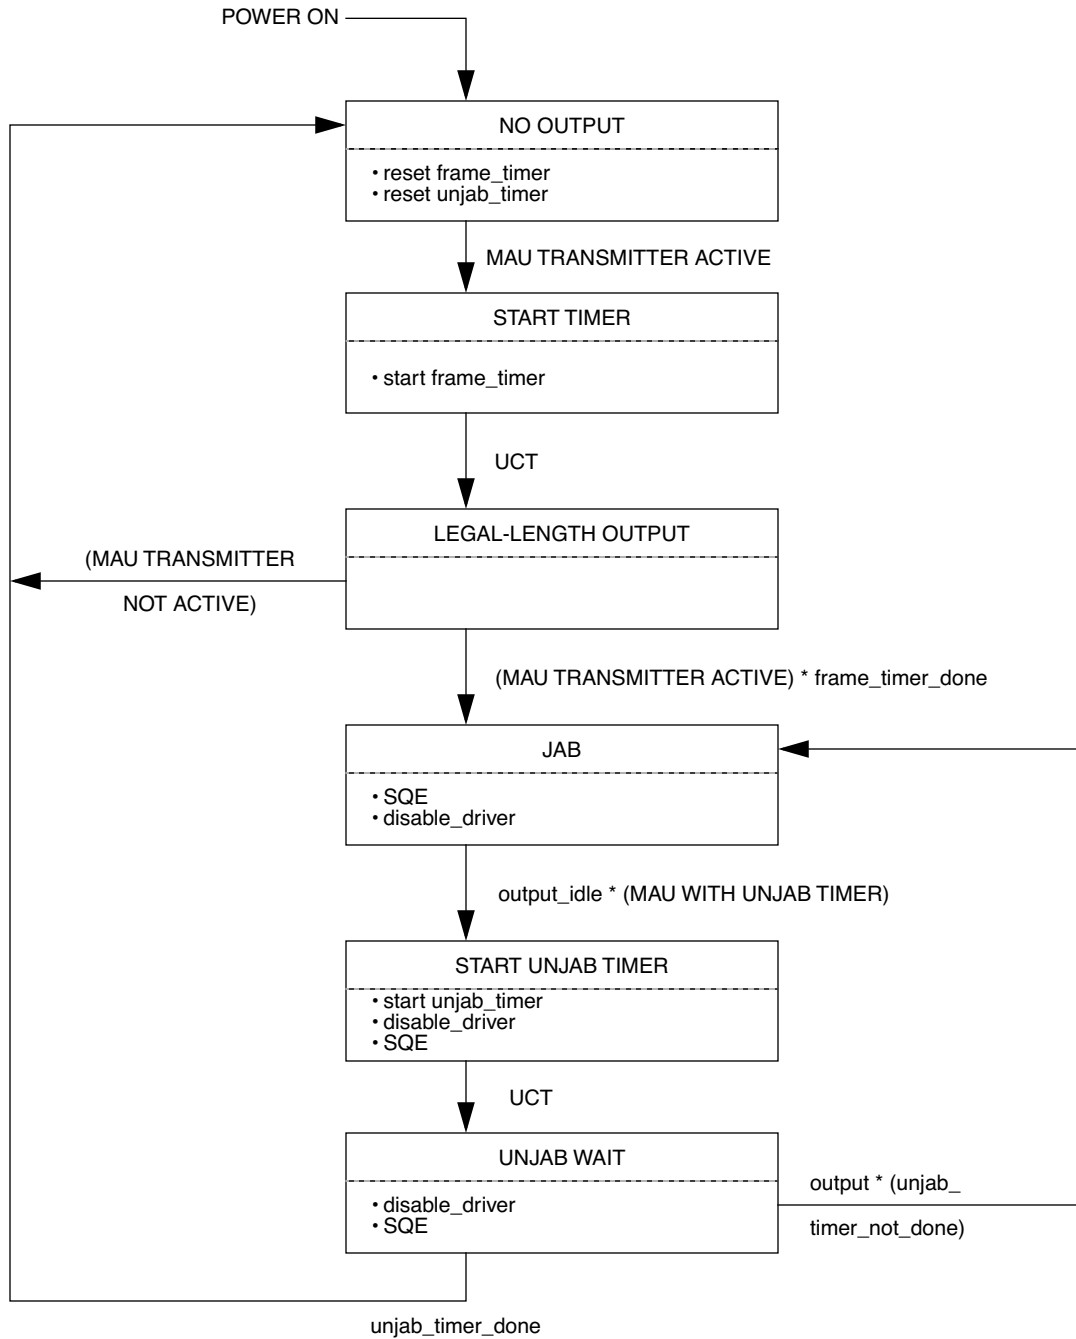 POWER ON
NO OUTPUT
• reset frame_timer
• reset unjab_timer
MAU TRANSMITTER ACTIVE
START TIMER
• start frame_timer
UCT
LEGAL-LENGTH OUTPUT
(MAU TRANSMITTER
NOT ACTIVE)
(MAU TRANSMITTER ACTIVE) * frame_timer_done
JAB
• SQE
• disable_driver
output_idle * (MAU WITH UNJAB TIMER)
START UNJAB TIMER
• start unjab_timer
• disable_driver
• SQE
UCT
UNJAB WAIT
• disable_driver
• SQE
output * (unjab_
timer_not_done)
unjab_timer_done